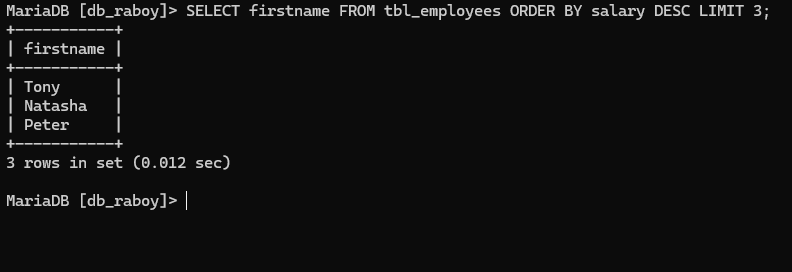 MariaDB [db_raboy]> SELECT firstname FROM tbl_employees ORDER BY salary DESC LIMIT 3;
+-----------+
| firstname |
+-----------+
| Tony      |
| Natasha   |
| Peter     |
+-----------+
3 rows in set (0.012 sec)
MariaDB [db_raboy]>